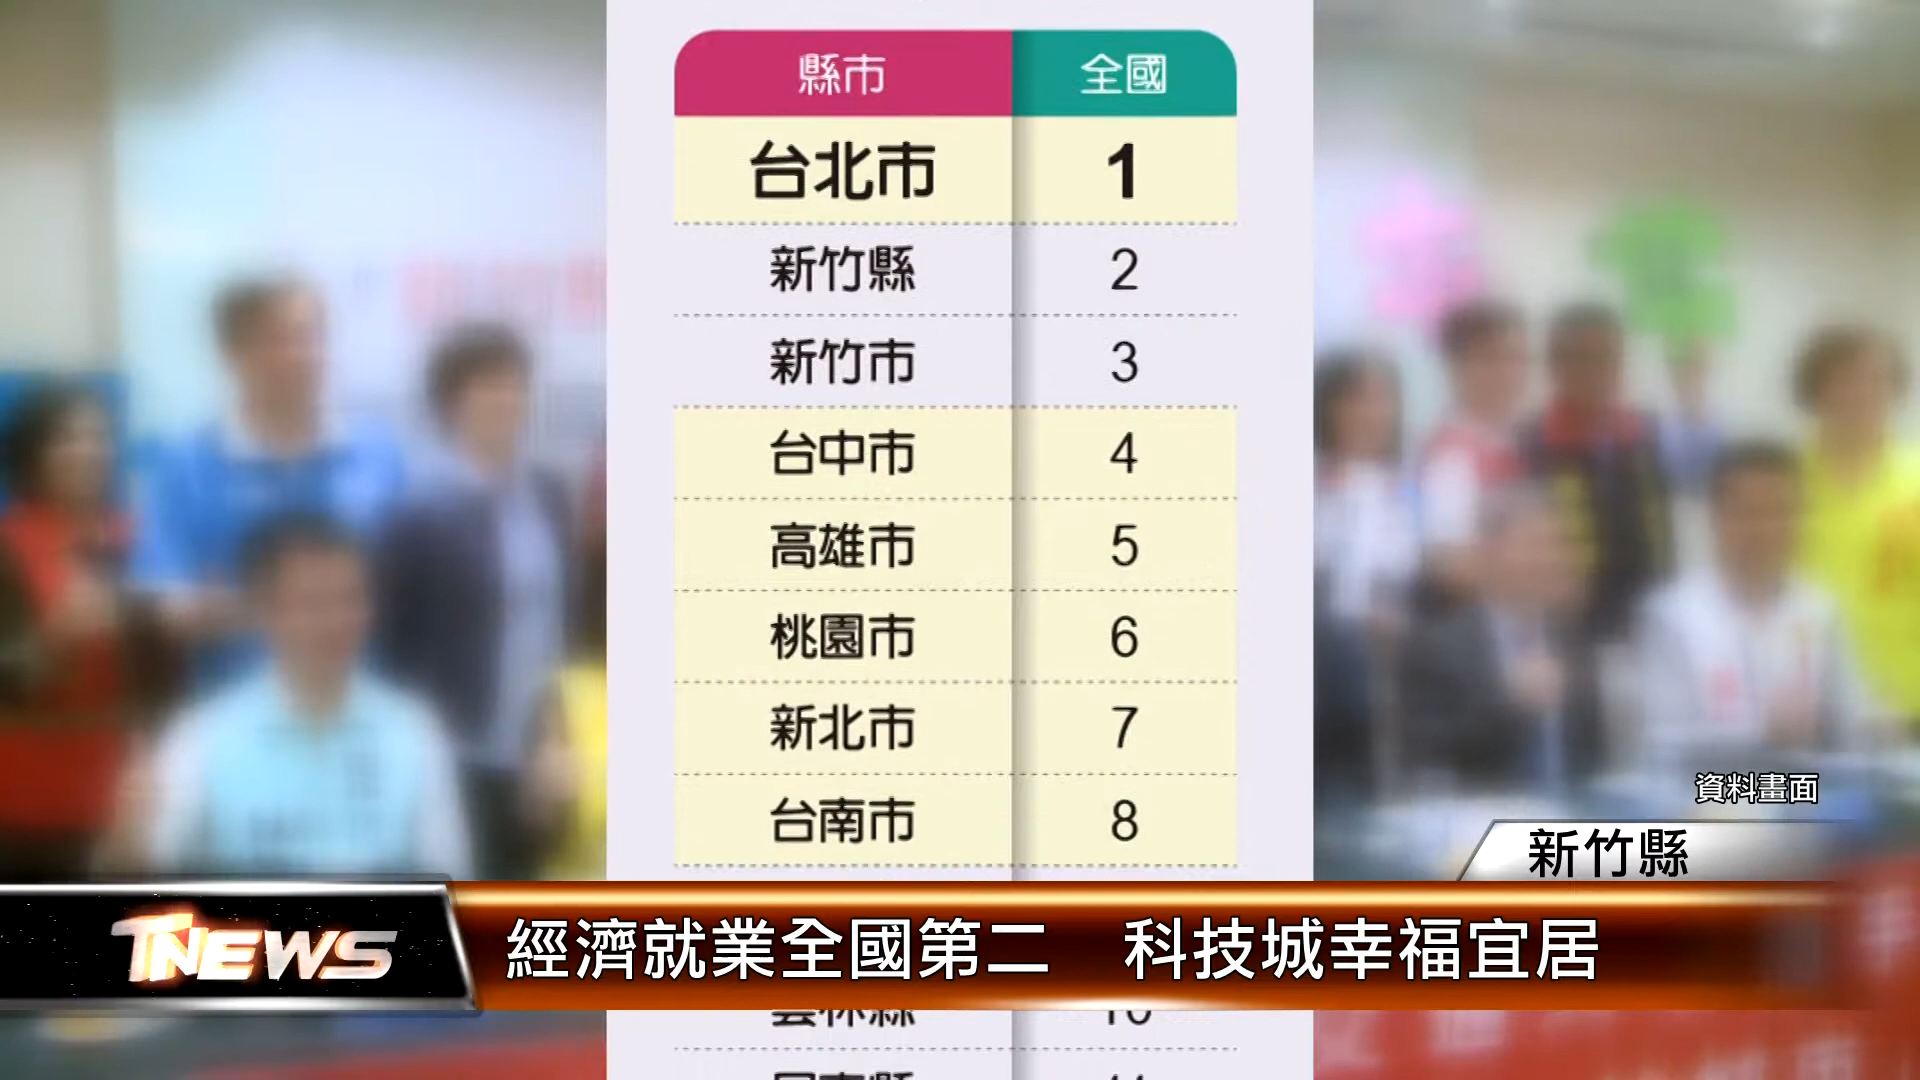 縣市 全國
台北市 1
新竹縣 2
新竹市 3
台中市 4
高雄市 5
桃園市 6
新北市 7
台南市 8
資料畫面
新竹縣
TNEWS 經濟就業全國第二 科技城幸福宜居